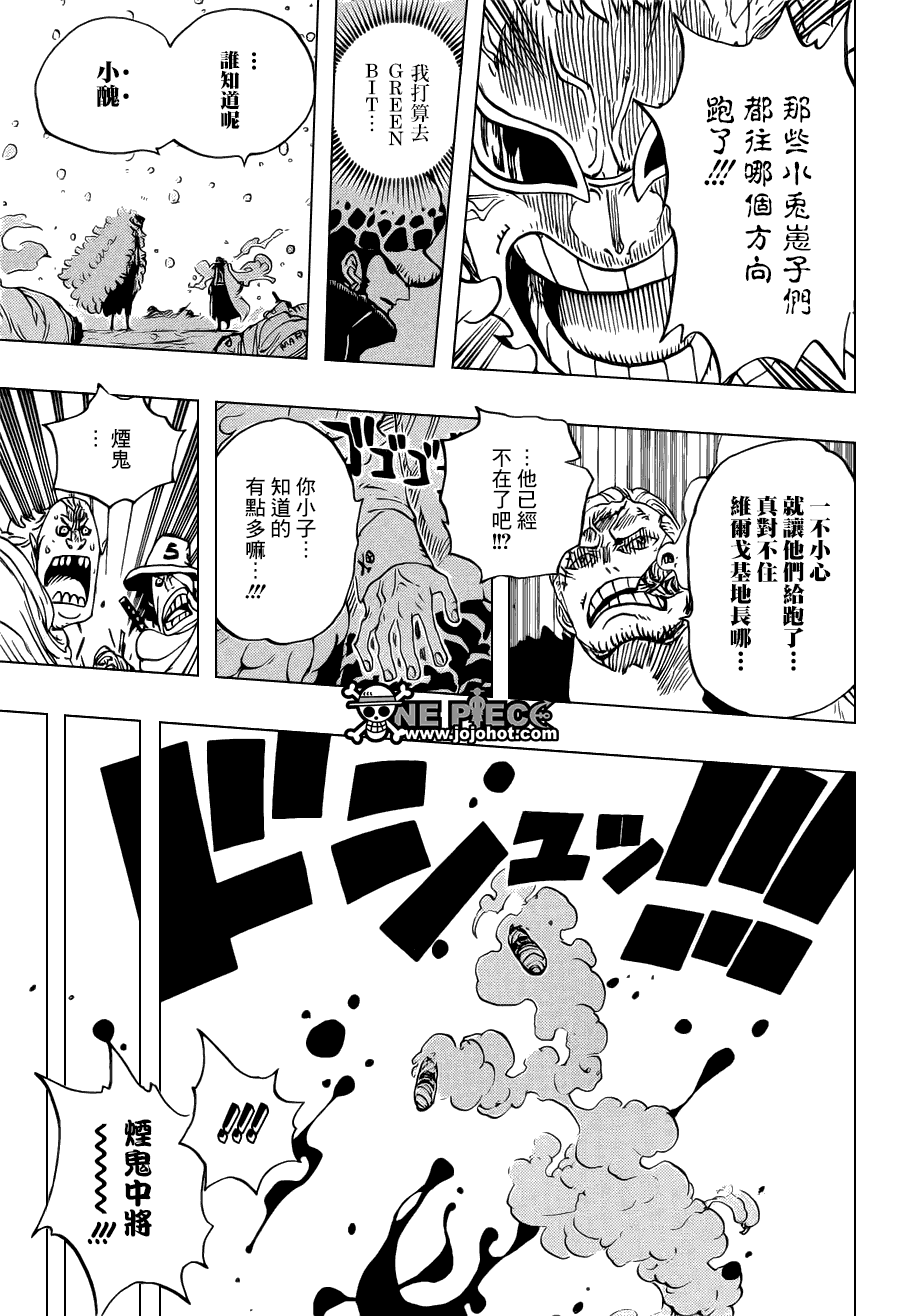 那些小兎崽子們
都往哪個方向
跑了!!!
我打算去
GREEN
BIT…
…
誰知道呢
小醜
MAR
一不小心
就讓他們給跑了…
真對不住
維爾戈基地長哪…
…他已經
不在了吧!!?
ゴゴゴゴ
你小子…
知道的
有點多嘛…!!!
煙鬼
…
S
ONE PIECE
www.jojohot.com
ドシュッ!!!
!!!!
煙鬼中將
~~~!!!